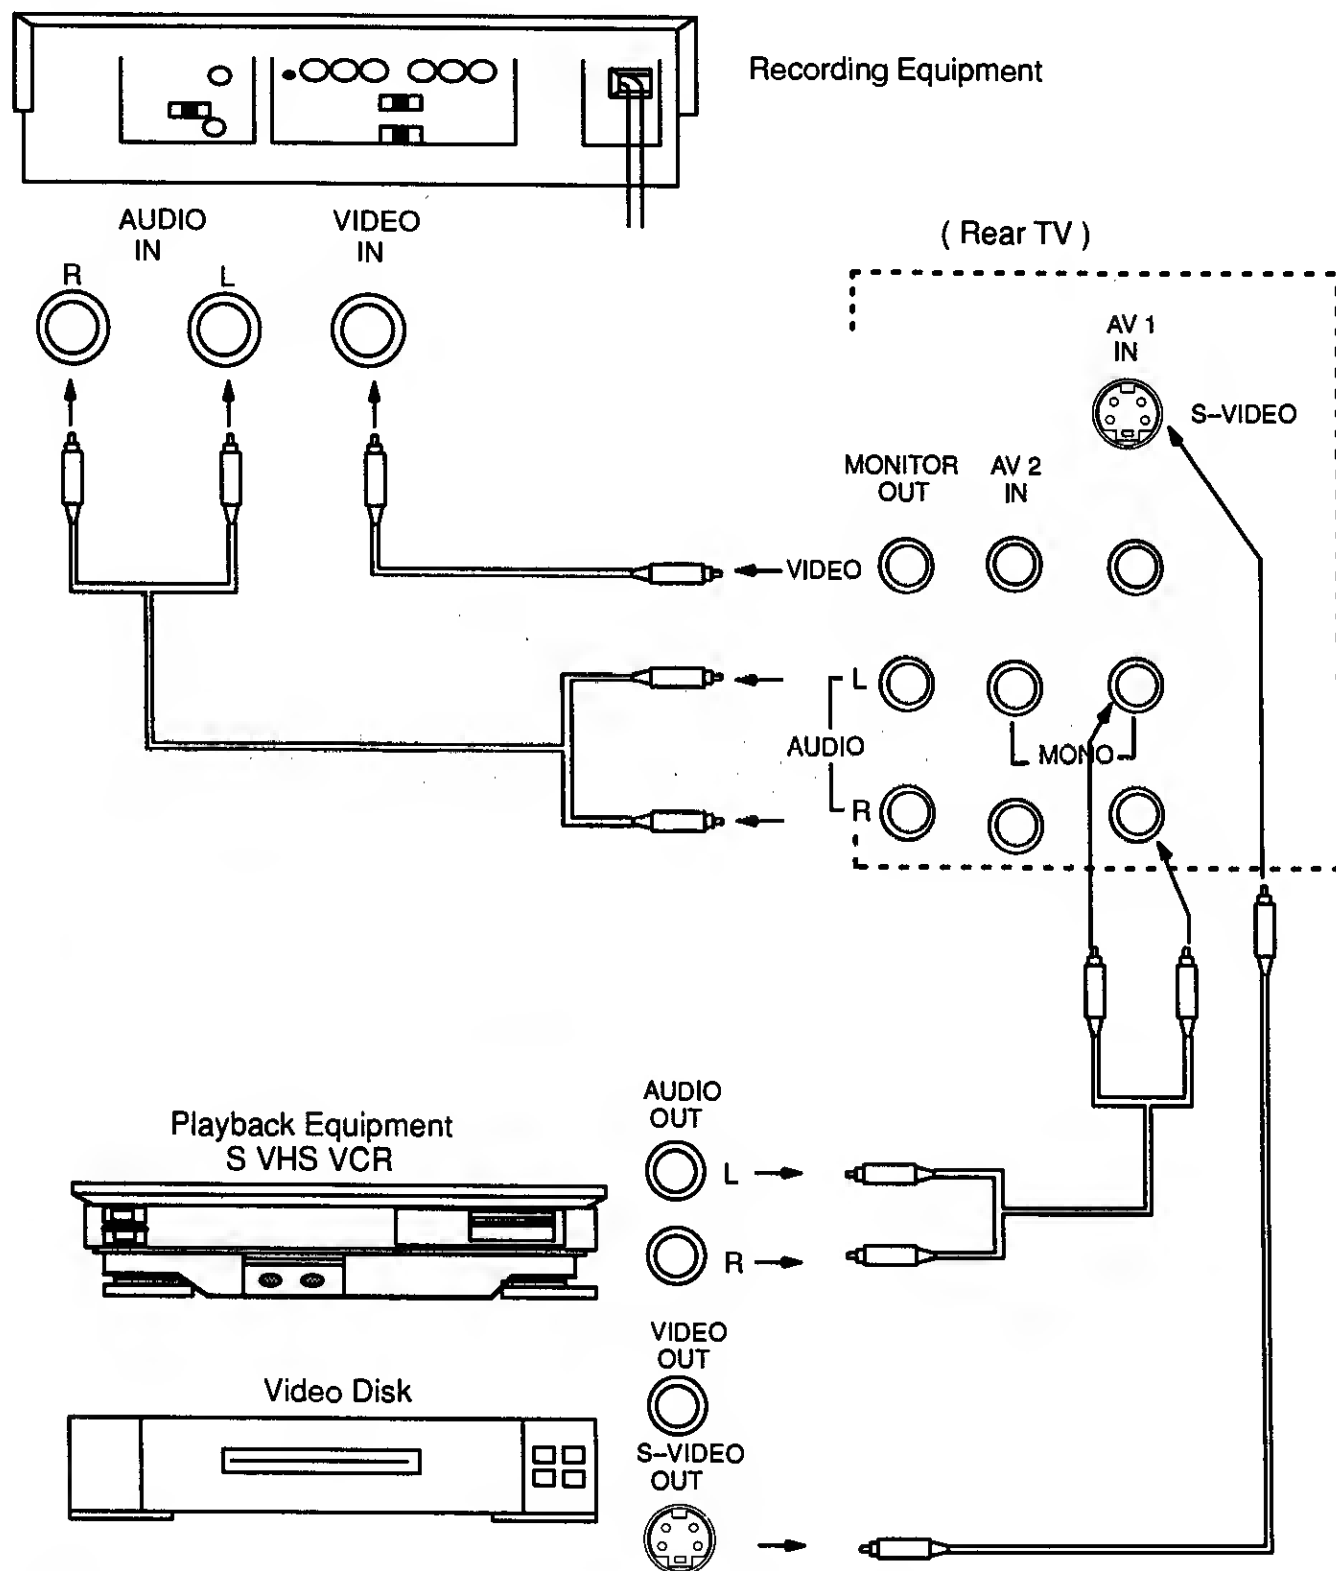 Recording Equipment
AUDIO
IN
VIDEO
IN
R
L
( Rear TV )
AV 1
IN
S-VIDEO
MONITOR
OUT
AV 2
IN
VIDEO
L
AUDIO
MONO
R
Playback Equipment
S VHS VCR
AUDIO
OUT
L
R
VIDEO
OUT
Video Disk
S-VIDEO
OUT